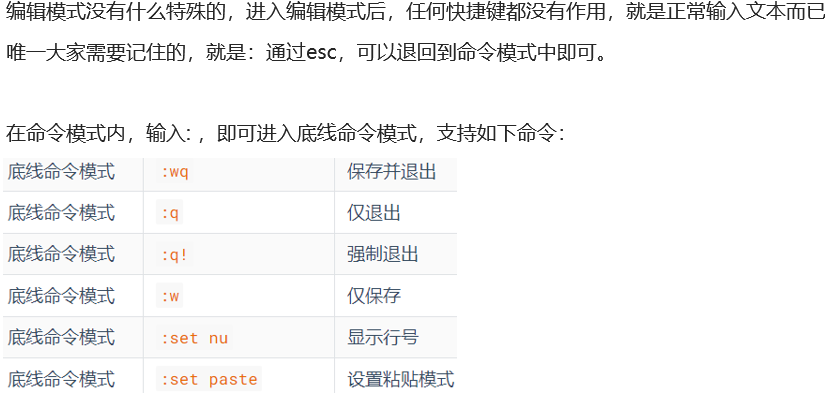 编辑模式没有什么特殊的，进入编辑模式后，任何快捷键都没有作用，就是正常输入文本而已
唯一大家需要记住的，就是：通过esc，可以退回到命令模式中即可。
在命令模式内，输入: ，即可进入底线命令模式，支持如下命令：
底线命令模式 :wq 保存并退出
底线命令模式 :q 仅退出
底线命令模式 :q! 强制退出
底线命令模式 :w 仅保存
底线命令模式 :set nu 显示行号
底线命令模式 :set paste 设置粘贴模式